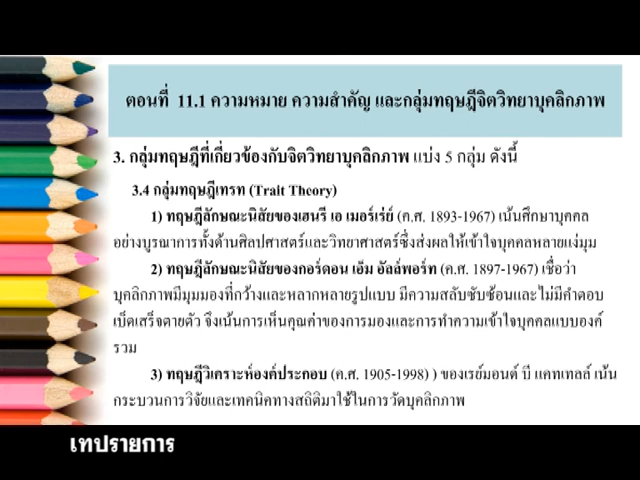 ตอนที่ 11.1 ความหมาย ความสำคัญ และกลุ่มทฤษฎีจิตวิทยาบุคลิกภาพ
3. กลุ่มทฤษฎีที่เกี่ยวข้องกับจิตวิทยาบุคลิกภาพ แบ่ง 5 กลุ่ม ดังนี้
3.4 กลุ่มทฤษฎีเทรท (Trait Theory)
1) ทฤษฎีลักษณะนิสัยของเฮนรี เอ เมอร์เร่ย์ (ค.ศ. 1893-1967) เน้นศึกษาบุคคล
อย่างบูรณาการทั้งด้านศิลปศาสตร์และวิทยาศาสตร์ซึ่งส่งผลให้เข้าใจบุคคลหลายแง่มุม
2) ทฤษฎีลักษณะนิสัยของกอร์ดอน เอ็ม อัลล์พอร์ท (ค.ศ. 1897-1967) เชื่อว่า
บุคลิกภาพมีมุมมองที่กว้างและหลากหลายรูปแบบ มีความสลับซับซ้อนและไม่มีคำตอบ
เบ็ดเสร็จตายตัว จึงเน้นการเห็นคุณค่าของการมองและการทำความเข้าใจบุคคลแบบองค์
รวม
3) ทฤษฎีวิเคราะห์องค์ประกอบ (ค.ศ. 1905-1998) ) ของเรย์มอนด์ บี แคทเทลล์ เน้น
กระบวนการวิจัยและเทคนิคทางสถิติมาใช้ในการวัดบุคลิกภาพ
เทปรายการ